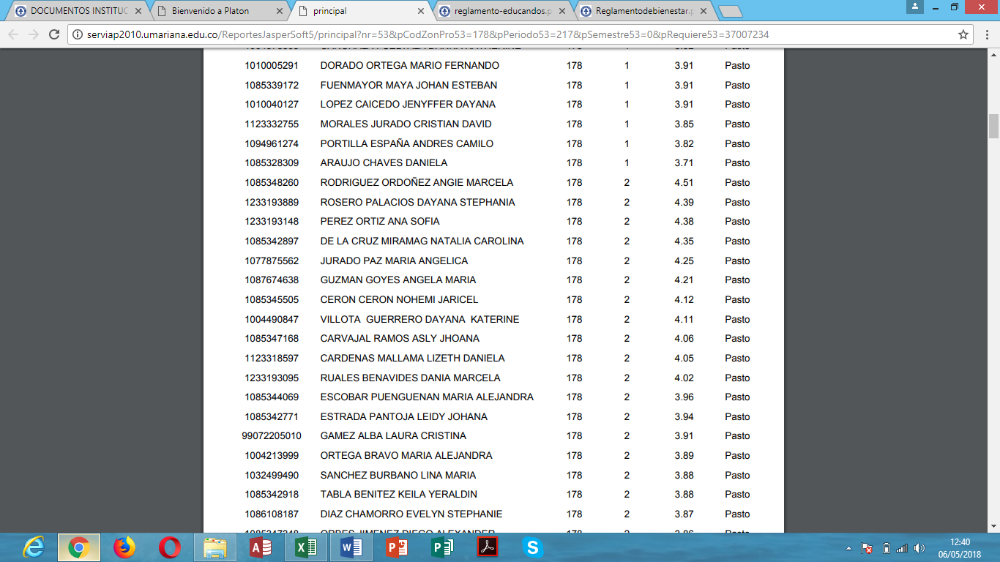 DOCUMENTOS INSTITUC
Bienvenido a Platon
principal
reglamento-educandos.p
Reglamentodebienestar.p
serviap2010.umariana.edu.co/ReportesJasperSoft5/principal?nr=53&pCodZonPro53=178&pPeriodo53=217&pSemestre53=0&pRequiere53=37007234
1010005291 DORADO ORTEGA MARIO FERNANDO 178 1 3.91 Pasto
1085339172 FUENMAYOR MAYA JOHAN ESTEBAN 178 1 3.91 Pasto
1010040127 LOPEZ CAICEDO JENYFFER DAYANA 178 1 3.91 Pasto
1123332755 MORALES JURADO CRISTIAN DAVID 178 1 3.85 Pasto
1094961274 PORTILLA ESPAÑA ANDRES CAMILO 178 1 3.82 Pasto
1085328309 ARAUJO CHAVES DANIELA 178 1 3.71 Pasto
1085348260 RODRIGUEZ ORDOÑEZ ANGIE MARCELA 178 2 4.51 Pasto
1233193889 ROSERO PALACIOS DAYANA STEPHANIA 178 2 4.39 Pasto
1233193148 PEREZ ORTIZ ANA SOFIA 178 2 4.38 Pasto
1085342897 DE LA CRUZ MIRAMAG NATALIA CAROLINA 178 2 4.35 Pasto
1077875562 JURADO PAZ MARIA ANGELICA 178 2 4.25 Pasto
1087674638 GUZMAN GOYES ANGELA MARIA 178 2 4.21 Pasto
1085345505 CERON CERON NOHEMI JARICEL 178 2 4.12 Pasto
1004490847 VILLOTA GUERRERO DAYANA KATERINE 178 2 4.11 Pasto
1085347168 CARVAJAL RAMOS ASLY JHOANA 178 2 4.06 Pasto
1123318597 CARDENAS MALLAMA LIZETH DANIELA 178 2 4.05 Pasto
1233193095 RUALES BENAVIDES DANIA MARCELA 178 2 4.02 Pasto
1085344069 ESCOBAR PUENGUENAN MARIA ALEJANDRA 178 2 3.96 Pasto
1085342771 ESTRADA PANTOJA LEIDY JOHANA 178 2 3.94 Pasto
99072205010 GAMEZ ALBA LAURA CRISTINA 178 2 3.91 Pasto
1004213999 ORTEGA BRAVO MARIA ALEJANDRA 178 2 3.89 Pasto
1032499490 SANCHEZ BURBANO LINA MARIA 178 2 3.88 Pasto
1085342918 TABLA BENITEZ KEILA YERALDIN 178 2 3.88 Pasto
1086108187 DIAZ CHAMORRO EVELYN STEPHANIE 178 2 3.87 Pasto
12:40
06/05/2018